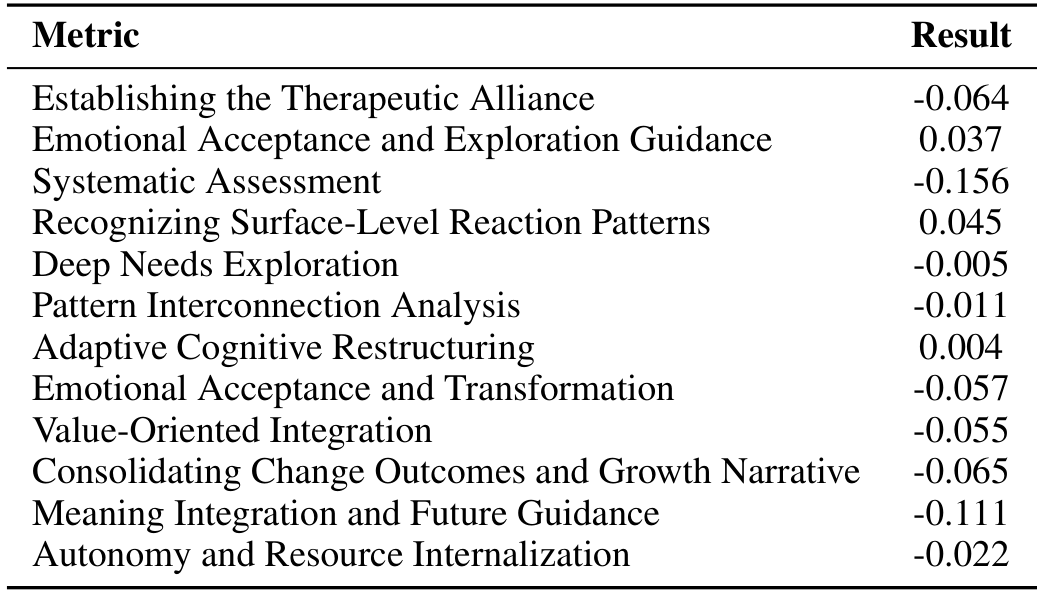 Metric Result
Establishing the Therapeutic Alliance -0.064
Emotional Acceptance and Exploration Guidance 0.037
Systematic Assessment -0.156
Recognizing Surface-Level Reaction Patterns 0.045
Deep Needs Exploration -0.005
Pattern Interconnection Analysis -0.011
Adaptive Cognitive Restructuring 0.004
Emotional Acceptance and Transformation -0.057
Value-Oriented Integration -0.055
Consolidating Change Outcomes and Growth Narrative -0.065
Meaning Integration and Future Guidance -0.111
Autonomy and Resource Internalization -0.022